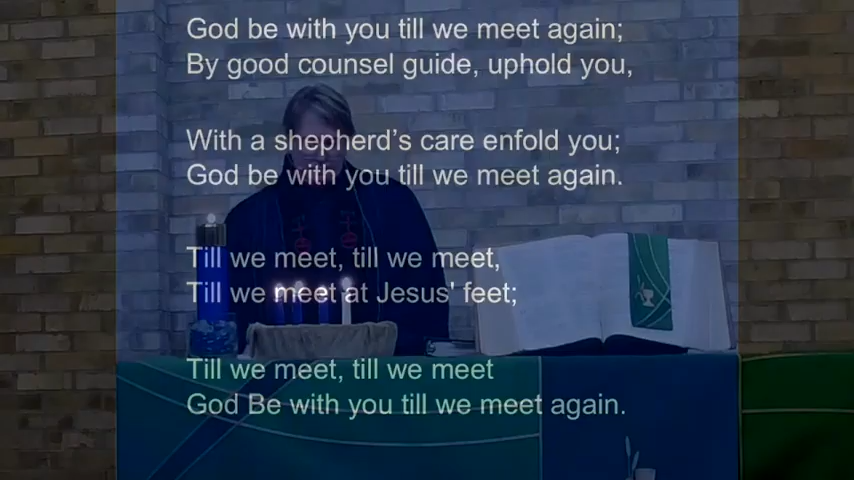 God be with you till we meet again;
By good counsel guide, uphold you,
With a shepherd’s care enfold you;
God be with you till we meet again.
Till we meet, till we meet,
Till we meet at Jesus' feet;
Till we meet, till we meet
God Be with you till we meet again.